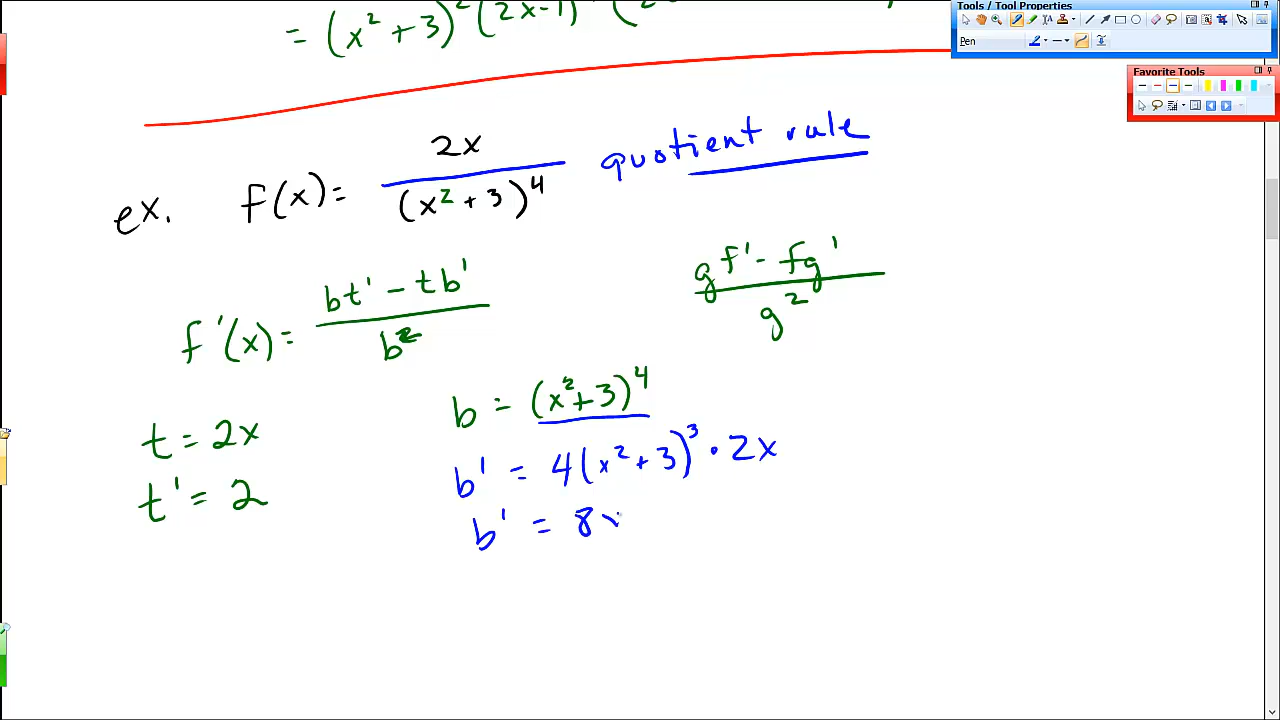 = (x² + 3)² (2x-1)
Tools / Tool Properties
Pen
Favorite Tools
ex. f(x) = 2x / (x² + 3)⁴ quotient rule
f'(x) = bt' - tb' / b² gf' - fg' / g²
t = 2x b = (x²+3)⁴
t' = 2 b' = 4(x²+3)³ · 2x
b' = 8x